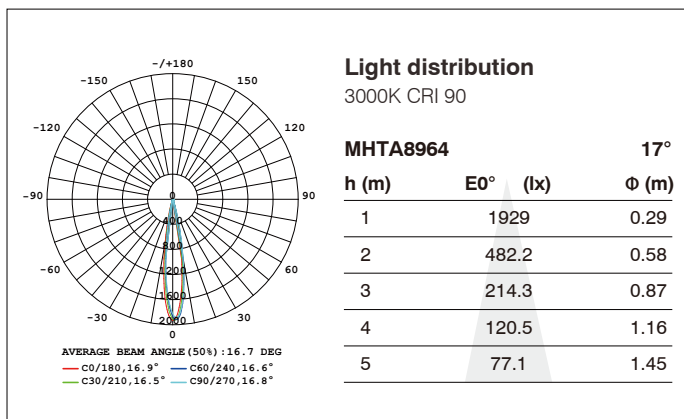 -/+180
-150 150
-120 120
-90 0 90
400
800
-60 60
1200
1600
-30 30
2000
0
AVERAGE BEAM ANGLE(50%):16.7 DEG
C0/180,16.9° C60/240,16.6°
C30/210,16.5° C90/270,16.8°
Light distribution
3000K CRI 90
MHTA8964 17°
h (m) E0° (lx) Φ (m)
1 1929 0.29
2 482.2 0.58
3 214.3 0.87
4 120.5 1.16
5 77.1 1.45